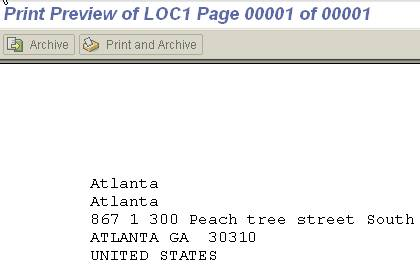 Print Preview of LOC1 Page 00001 of 00001
Archive Print and Archive
Atlanta
Atlanta
867 1 300 Peach tree street South
ATLANTA GA 30310
UNITED STATES